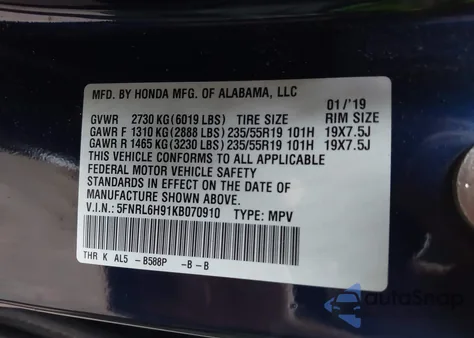 MFD. BY HONDA MFG. OF ALABAMA, LLC
01/'19
GVWR 2730 KG(6019 LBS) TIRE SIZE RIM SIZE
GAWR F 1310 KG(2888 LBS) 235/55R19 101H 19X7.5J
GAWR R 1465 KG(3230 LBS) 235/55R19 101H 19X7.5J
THIS VEHICLE CONFORMS TO ALL APPLICABLE
FEDERAL MOTOR VEHICLE SAFETY
STANDARDS IN EFFECT ON THE DATE OF
MANUFACTURE SHOWN ABOVE.
V.I.N.: 5FNRL6H91KB070910 TYPE: MPV
THR K AL5 -B588P -B-B
autoSnap